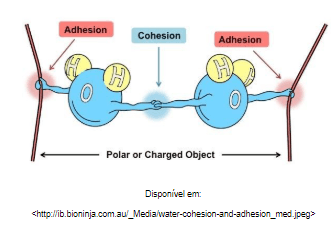 Adhesion Cohesion Adhesion
H H O
H H O
Polar or Charged Object
Disponível em:
<http://ib.bioninja.com.au/_Media/water-cohesion-and-adhesion_med.jpeg>